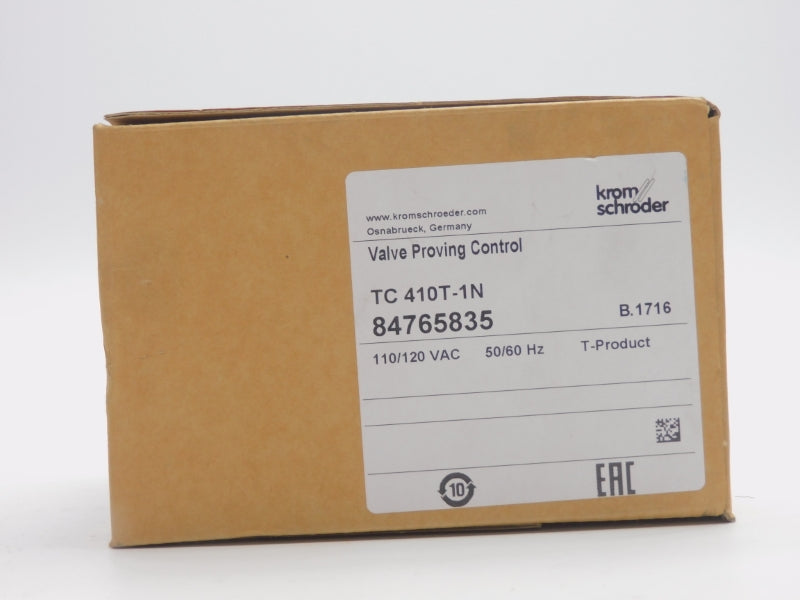 krom
schroder
www.kromschroeder.com
Osnabrueck, Germany
Valve Proving Control
TC 410T-1N
84765835
B.1716
110/120 VAC 50/60 Hz T-Product
10
EAC